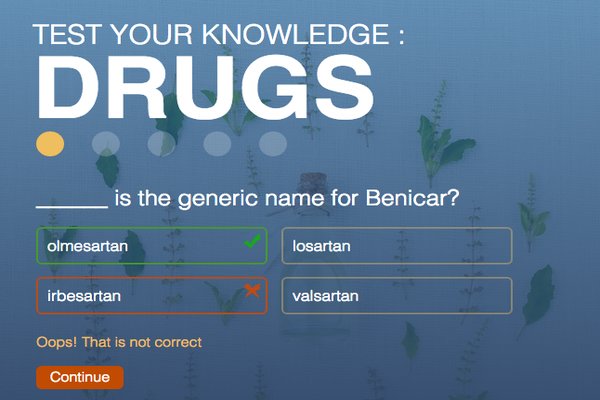 TEST YOUR KNOWLEDGE :
DRUGS
______ is the generic name for Benicar?
olmesartan
losartan
irbesartan
valsartan
Oops! That is not correct
Continue